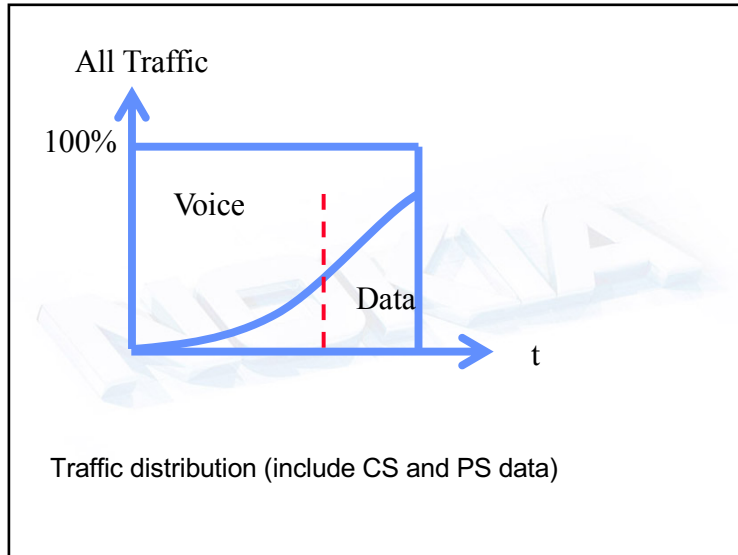 All Traffic
100%
Voice
Data
t
Traffic distribution (include CS and PS data)